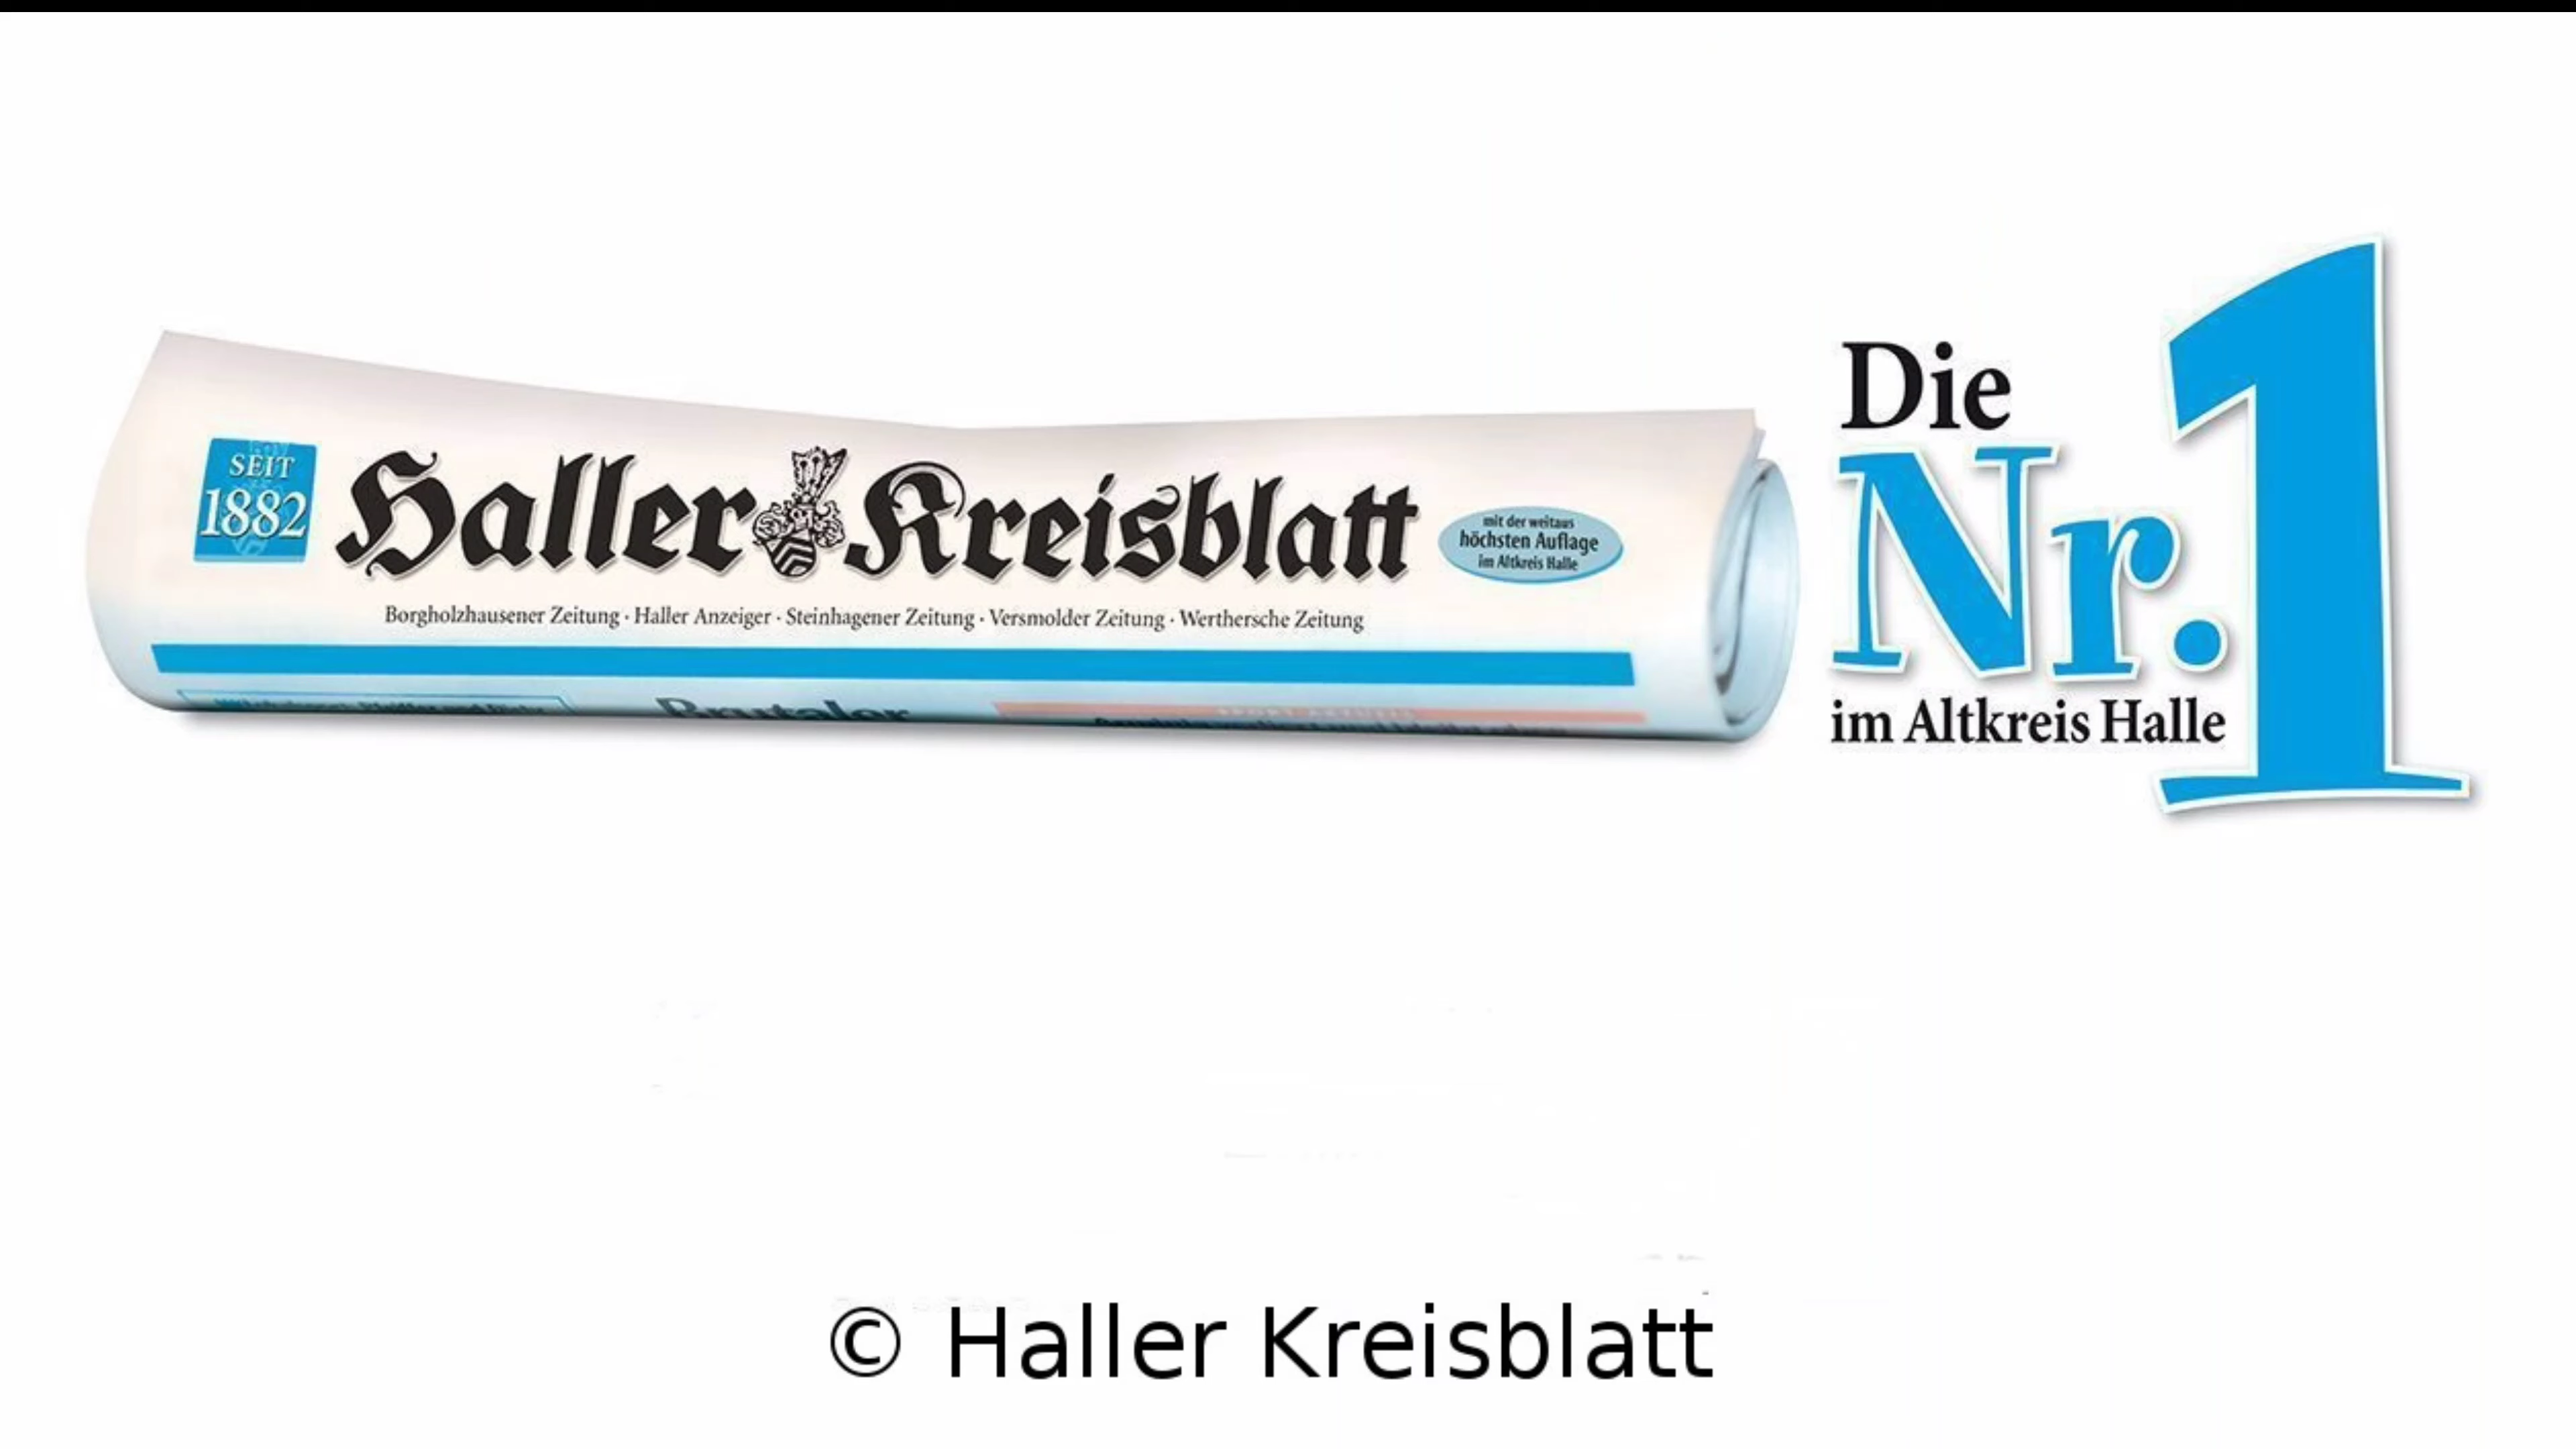 SEIT
1882
Haller Kreisblatt
mit der weitaus
höchsten Auflage
im Altkreis Halle
Borgholzhausener Zeitung · Haller Anzeiger · Steinhagener Zeitung · Versmolder Zeitung · Werthersche Zeitung
Brutaler
Die
Nr. 1
im Altkreis Halle
© Haller Kreisblatt